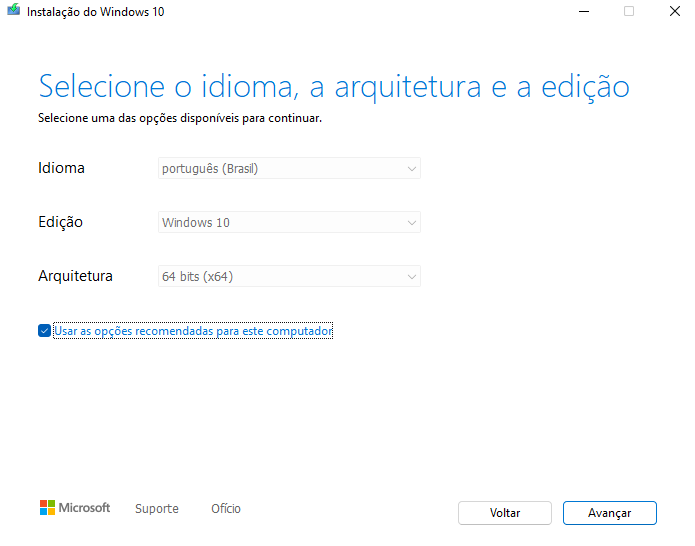 Instalação do Windows 10
Selecione o idioma, a arquitetura e a edição
Selecione uma das opções disponíveis para continuar.
Idioma português (Brasil)
Edição Windows 10
Arquitetura 64 bits (x64)
Usar as opções recomendadas para este computador
Microsoft Suporte Ofício Voltar Avançar